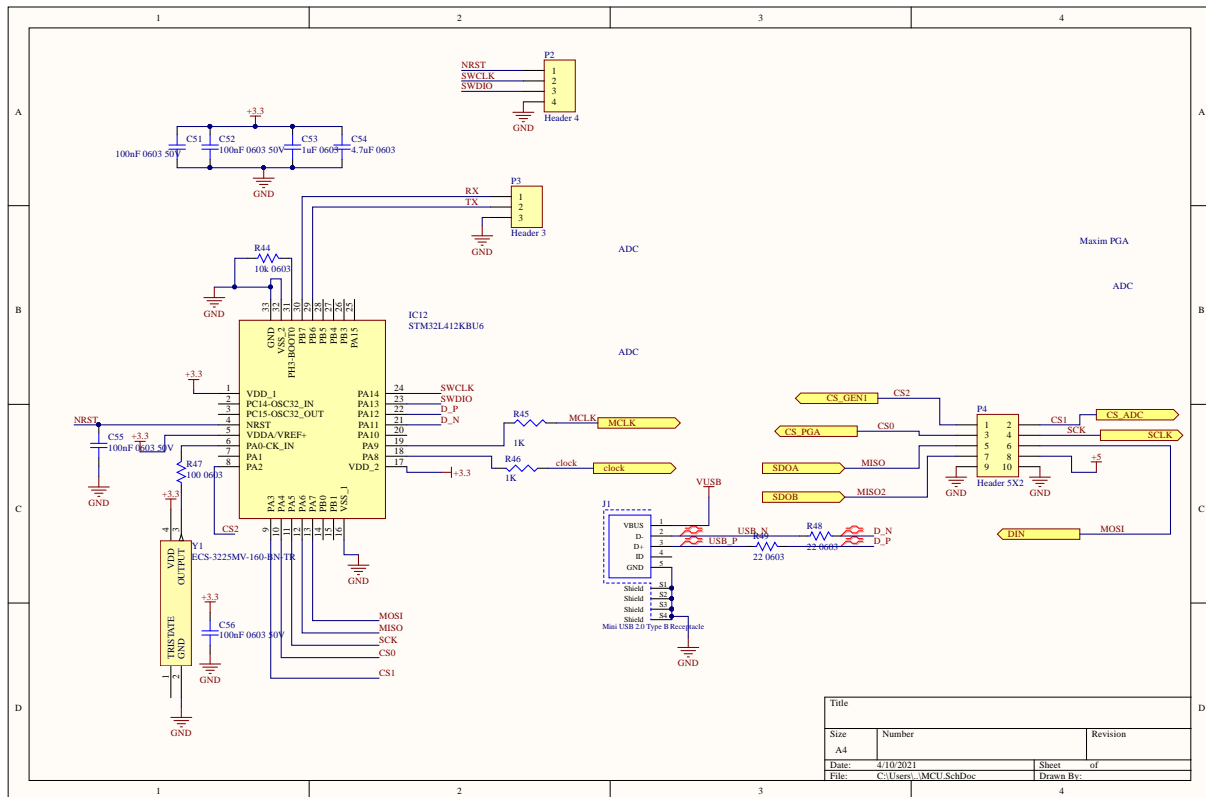 1 2 3 4
A A
B B
C C
D D
1 2 3 4
P2
NRST 1
SWCLK 2
SWDIO 3
4
GND
Header 4
+3.3
C51
100nF 0603 50V
C52
100nF 0603 50V
C53
1uF 0603
C54
4.7uF 0603
GND
P3
RX 1
TX 2
3
GND
Header 3
ADC
Maxim PGA
ADC
ADC
R44
10k 0603
GND
33 32 31 30 29 28 27 26 25
GND
VSS_2
PH3-BOOT0
PB7
PB6
PB5
PB4
PB3
PA15
IC12
STM32L412KBU6
+3.3
1 VDD_1
2 PC14-OSC32_IN
3 PC15-OSC32_OUT
NRST 4 NRST
5 VDDA/VREF+
6 PA0-CK_IN
7 PA1
8 PA2
PA14 24 SWCLK
PA13 23 SWDIO
PA12 22 D_P
PA11 21 D_N
PA10 20
PA9 19
PA8 18
VDD_2 17
+3.3
PA3
PA4
PA5
PA6
PA7
PB0
PB1
VSS_1
9 10 11 12 13 14 15 16
GND
C55
100nF 0603 50V
+3.3
GND
R47
100 0603
+3.3
CS2
4 3
VDD
OUTPUT
Y1
ECS-3225MV-160-BN-TR
TRISTATE
GND
1 2
GND
+3.3
C56
100nF 0603 50V
GND
MOSI
MISO
SCK
CS0
CS1
R45
1K
MCLK
MCLK
R46
1K
clock
clock
VUSB
J1
VBUS 1
D- 2
D+ 3
ID 4
GND 5
Shield S1
Shield S2
Shield S3
Shield S4
Mini USB 2.0 Type B Receptacle
GND
USB_N
USB_P
R48
22 0603
R49
22 0603
D_N
D_P
CS_GEN1 CS2
CS_PGA CS0
SDOA MISO
SDOB MISO2
P4
1 2
3 4
5 6
7 8
9 10
Header 5X2
GND
GND
CS1 CS_ADC
SCK SCLK
+5
DIN MOSI
Title
Size Number Revision
A4
Date: 4/10/2021 Sheet of
File: C:\Users\..\MCU.SchDoc Drawn By: